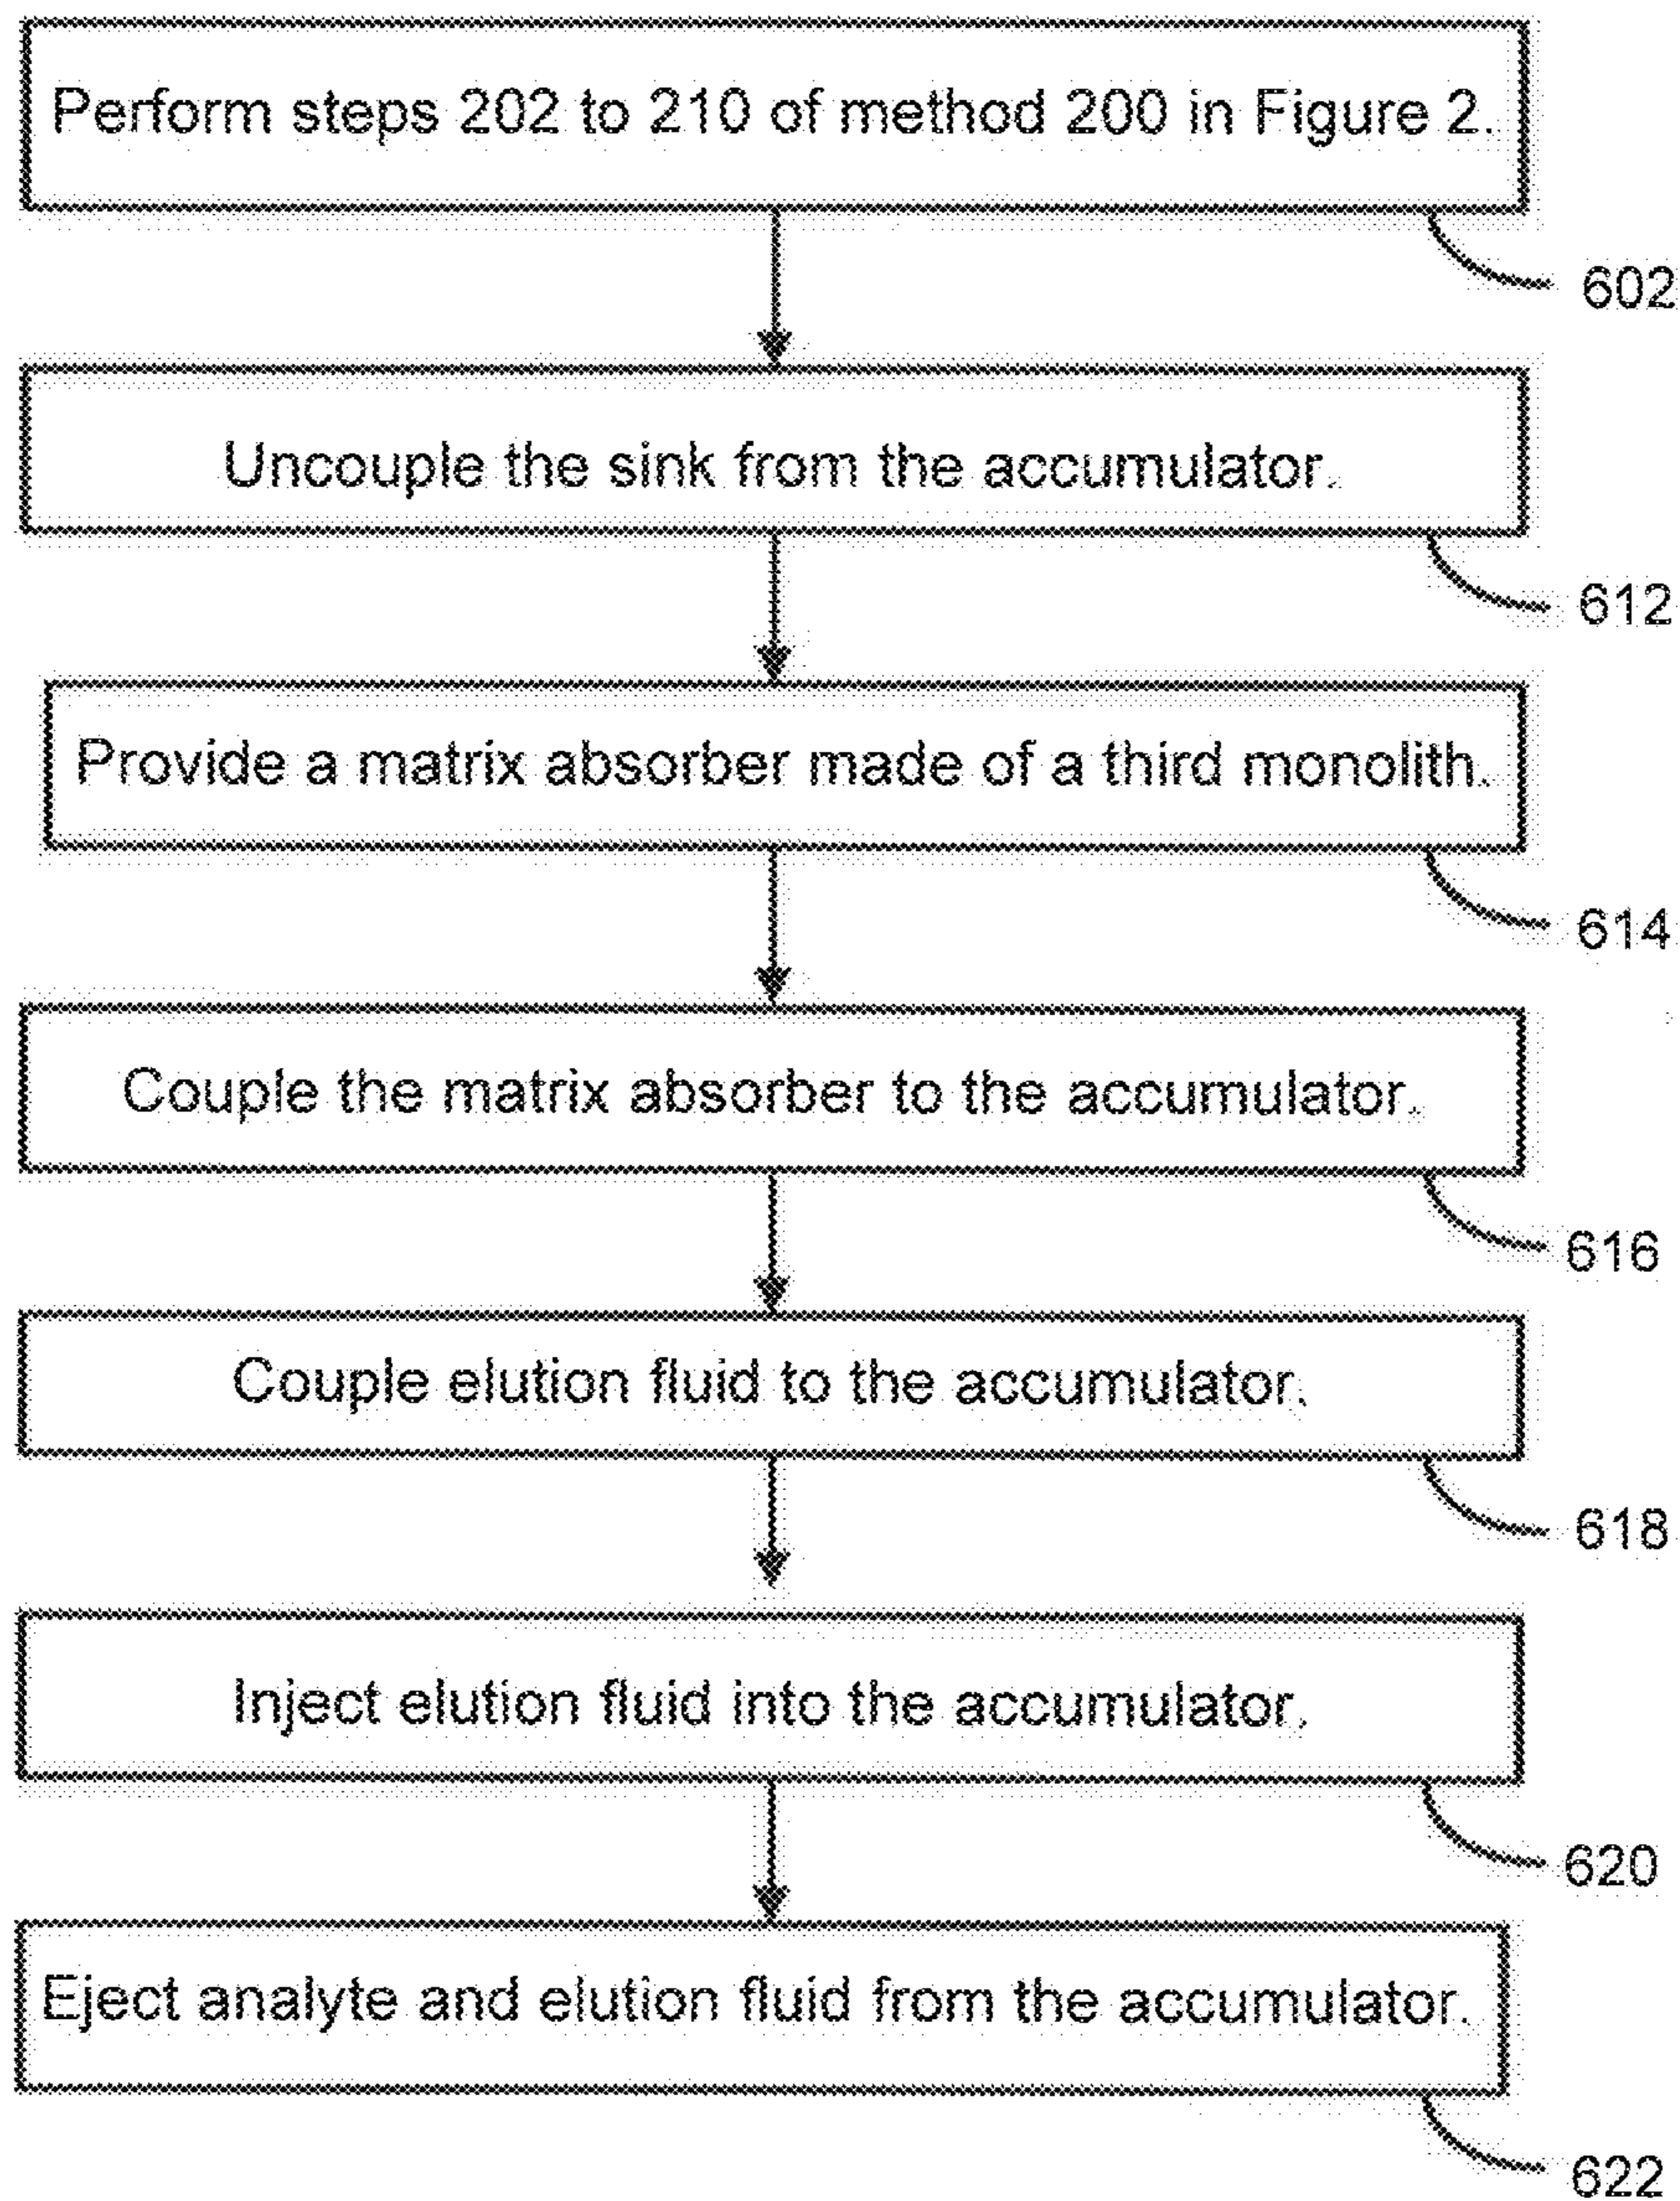 Perform steps 202 to 210 of method 200 in Figure 2.
602
Uncouple the sink from the accumulator.
612
Provide a matrix absorber made of a third monolith.
614
Couple the matrix absorber to the accumulator.
616
Couple elution fluid to the accumulator.
618
Inject elution fluid into the accumulator.
620
Eject analyte and elution fluid from the accumulator.
622